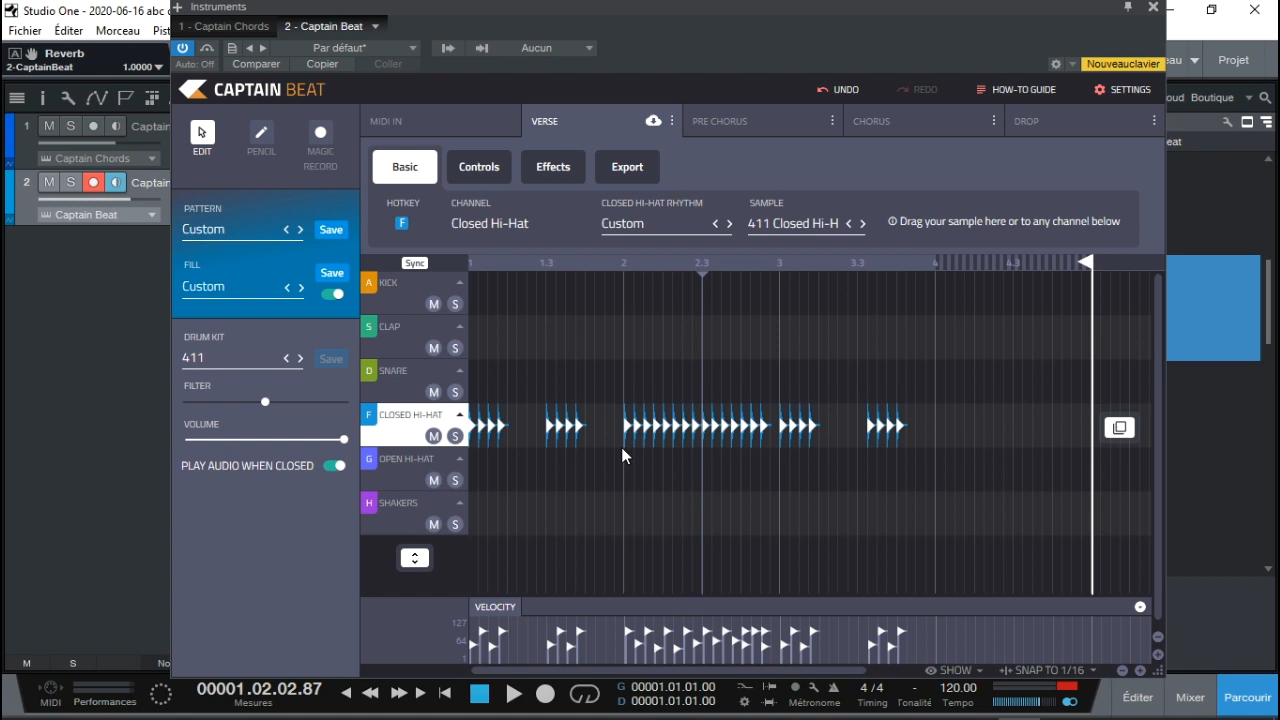 Studio One - 2020-06-16 abc
Instruments
Fichier Éditer Morceau Pist
1 - Captain Chords 2 - Captain Beat
Reverb
2-CaptainBeat 1.0000
Par défaut* Aucun
Auto: Off Comparer Copier Coller
Nouveauclavier
Projet
CAPTAIN BEAT
UNDO REDO HOW-TO GUIDE SETTINGS
oud Boutique
EDIT PENCIL MAGIC RECORD
MIDI IN VERSE PRE CHORUS CHORUS DROP
1 M S Captain
Captain Chords
2 M S Captain
Captain Beat
Basic Controls Effects Export
HOTKEY CHANNEL CLOSED HI-HAT RHYTHM SAMPLE
F Closed Hi-Hat Custom 411 Closed Hi-H Drag your sample here or to any channel below
PATTERN
Custom Save
FILL
Custom Save
DRUM KIT
411 Save
FILTER
VOLUME
PLAY AUDIO WHEN CLOSED
Sync 1 1.3 2 2.3 3 3.3 4 4.3
A KICK
M S
S CLAP
M S
D SNARE
M S
F CLOSED HI-HAT
M S
G OPEN HI-HAT
M S
H SHAKERS
M S
VELOCITY
127
64
1
SHOW SNAP TO 1/16
M S No
MIDI Performances
00001.02.02.87
Mesures
G 00001.01.01.00
D 00001.01.01.00
Métronome
4 / 4
Timing
-
Tonalité
120.00
Tempo
Éditer Mixer Parcourir